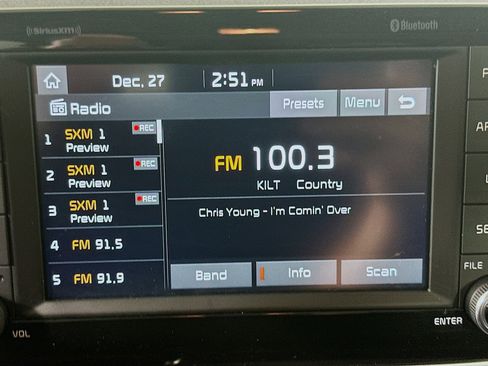 ((SiriusXM)) Bluetooth
Dec. 27 2:51 PM
Radio Presets Menu
1 SXM 1 REC
Preview
2 SXM 1 REC
Preview
3 SXM 1 REC
Preview
4 FM 91.5
5 FM 91.9
FM 100.3
KILT Country
Chris Young - I'm Comin' Over
Band Info Scan
VOL
FILE
ENTER